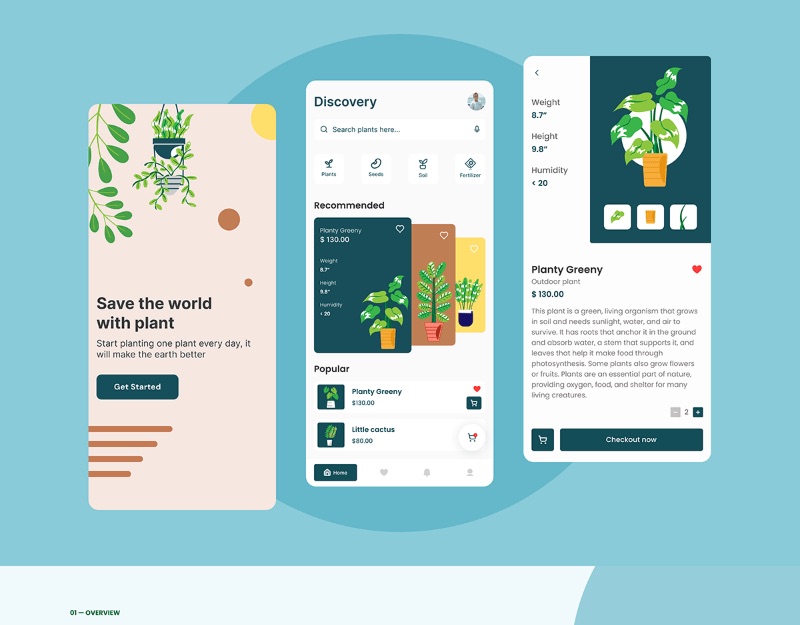 Save the world
with plant
Start planting one plant every day, it
will make the earth better
Get Started
Discovery
Search plants here...
Plants
Seeds
Soil
Fertilizer
Recommended
Planty Greeny
$ 130.00
Weight
8.7”
Height
9.8”
Humidity
< 20
Popular
Planty Greeny
$130.00
Little cactus
$80.00
Home
Weight
8.7”
Height
9.8”
Humidity
< 20
Planty Greeny
Outdoor plant
$ 130.00
This plant is a green, living organism that grows
in soil and needs sunlight, water, and air to
survive. It has roots that anchor it in the ground
and absorb water, a stem that supports it, and
leaves that help it make food through
photosynthesis. Some plants also grow flowers
or fruits. Plants are an essential part of nature,
providing oxygen, food, and shelter for many
living creatures.
- 2 +
Checkout now
01 — OVERVIEW